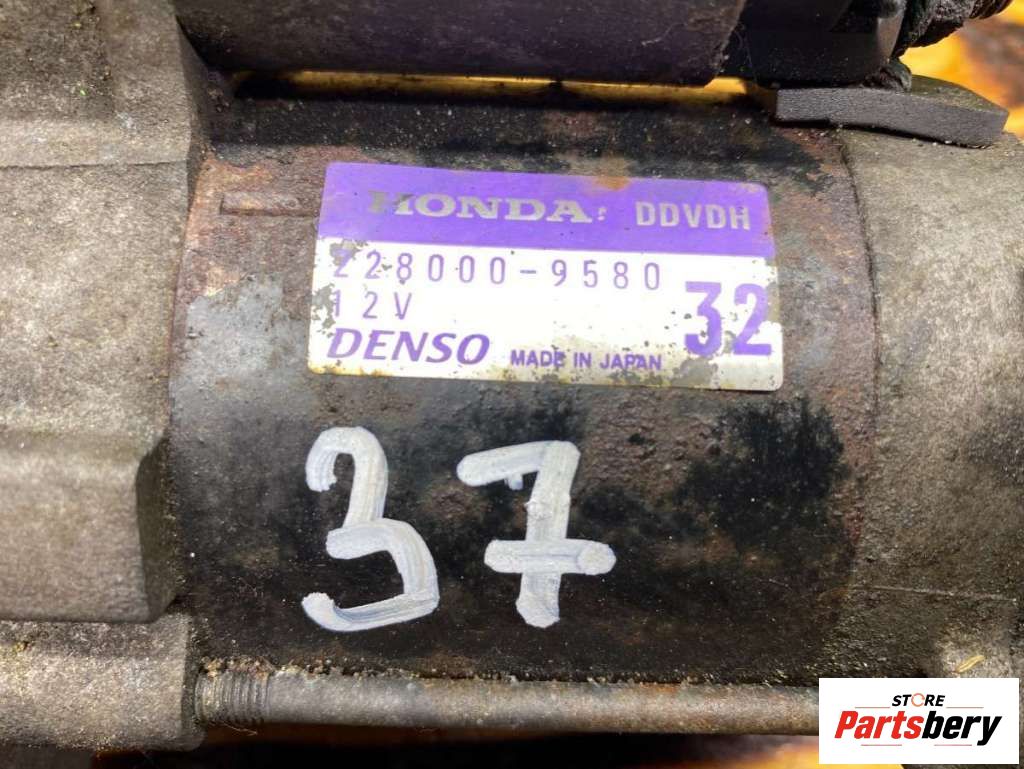 HONDA: DDVDH
228000-9580
12V
32
DENSO MADE IN JAPAN
37
STORE
Partsbery